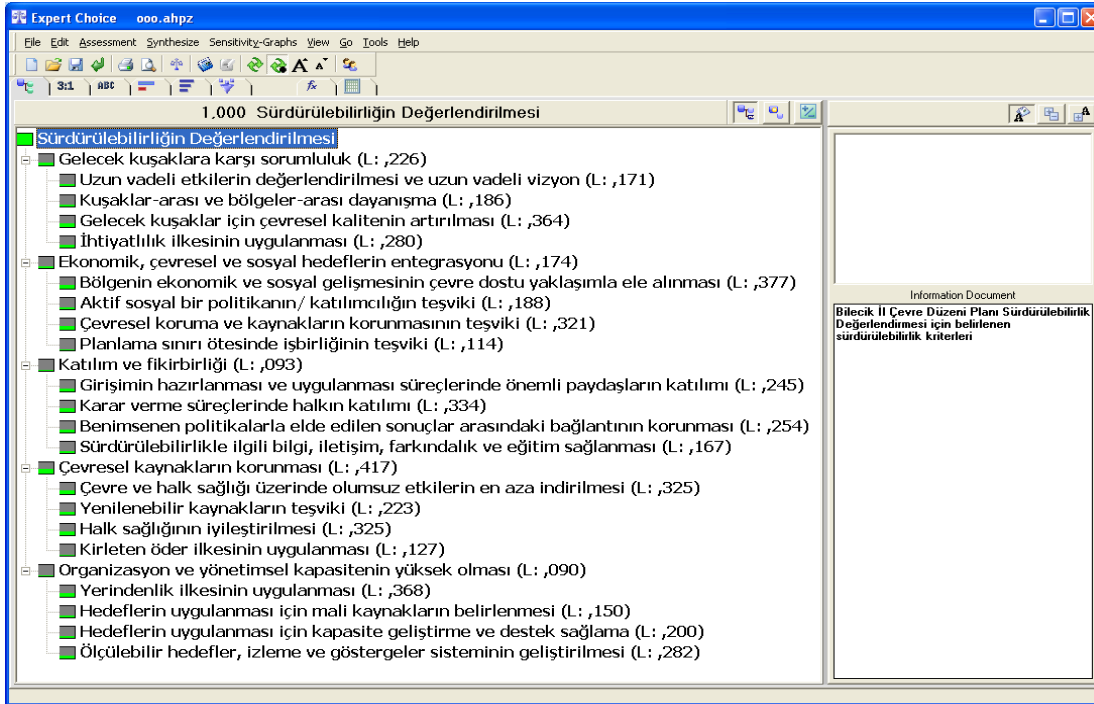 Expert Choice ooo.ahpz
File Edit Assessment Synthesize Sensitivity-Graphs View Go Tools Help
3:1 ABC fx
1,000 Sürdürülebilirliğin Değerlendirilmesi
Sürdürülebilirliğin Değerlendirilmesi
Gelecek kuşaklara karşı sorumluluk (L: ,226)
Uzun vadeli etkilerin değerlendirilmesi ve uzun vadeli vizyon (L: ,171)
Kuşaklar-arası ve bölgeler-arası dayanışma (L: ,186)
Gelecek kuşaklar için çevresel kalitenin artırılması (L: ,364)
İhtiyatlılık ilkesinin uygulanması (L: ,280)
Ekonomik, çevresel ve sosyal hedeflerin entegrasyonu (L: ,174)
Bölgenin ekonomik ve sosyal gelişmesinin çevre dostu yaklaşımla ele alınması (L: ,377)
Aktif sosyal bir politikanın/ katılımcılığın teşviki (L: ,188)
Çevresel koruma ve kaynakların korunmasının teşviki (L: ,321)
Planlama sınırı ötesinde işbirliğinin teşviki (L: ,114)
Katılım ve fikirbirliği (L: ,093)
Girişimin hazırlanması ve uygulanması süreçlerinde önemli paydaşların katılımı (L: ,245)
Karar verme süreçlerinde halkın katılımı (L: ,334)
Benimsenen politikalarla elde edilen sonuçlar arasındaki bağlantının korunması (L: ,254)
Sürdürülebilirlikle ilgili bilgi, iletişim, farkındalık ve eğitim sağlanması (L: ,167)
Çevresel kaynakların korunması (L: ,417)
Çevre ve halk sağlığı üzerinde olumsuz etkilerin en aza indirilmesi (L: ,325)
Yenilenebilir kaynakların teşviki (L: ,223)
Halk sağlığının iyileştirilmesi (L: ,325)
Kirleten öder ilkesinin uygulanması (L: ,127)
Organizasyon ve yönetimsel kapasitenin yüksek olması (L: ,090)
Yerindenlik ilkesinin uygulanması (L: ,368)
Hedeflerin uygulanması için mali kaynakların belirlenmesi (L: ,150)
Hedeflerin uygulanması için kapasite geliştirme ve destek sağlama (L: ,200)
Ölçülebilir hedefler, izleme ve göstergeler sisteminin geliştirilmesi (L: ,282)
Information Document
Bilecik İl Çevre Düzeni Planı Sürdürülebilirlik
Değerlendirmesi için belirlenen
sürdürülebilirlik kriterleri